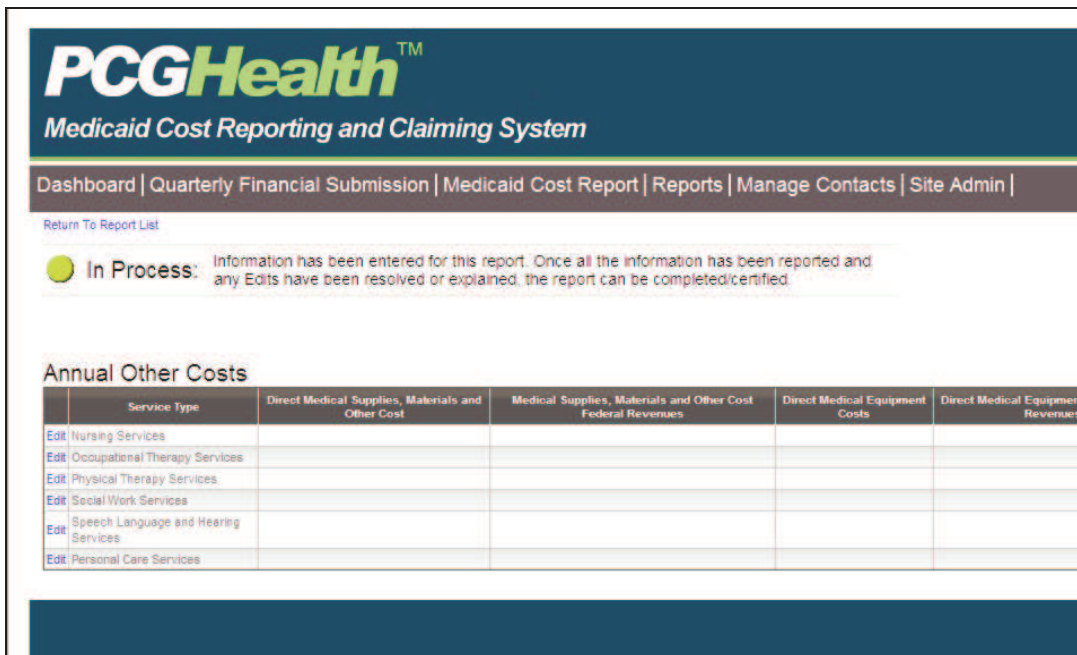 PCGHealth™
Medicaid Cost Reporting and Claiming System
Dashboard | Quarterly Financial Submission | Medicaid Cost Report | Reports | Manage Contacts | Site Admin |
Return To Report List
In Process: Information has been entered for this report. Once all the information has been reported and
any Edits have been resolved or explained, the report can be completed/certified.
Annual Other Costs
Service Type
Direct Medical Supplies, Materials and
Other Cost
Medical Supplies, Materials and Other Cost
Federal Revenues
Direct Medical Equipment
Costs
Direct Medical Equipmen
Revenues
Edit Nursing Services
Edit Occupational Therapy Services
Edit Physical Therapy Services
Edit Social Work Services
Edit Speech Language and Hearing
Services
Edit Personal Care Services